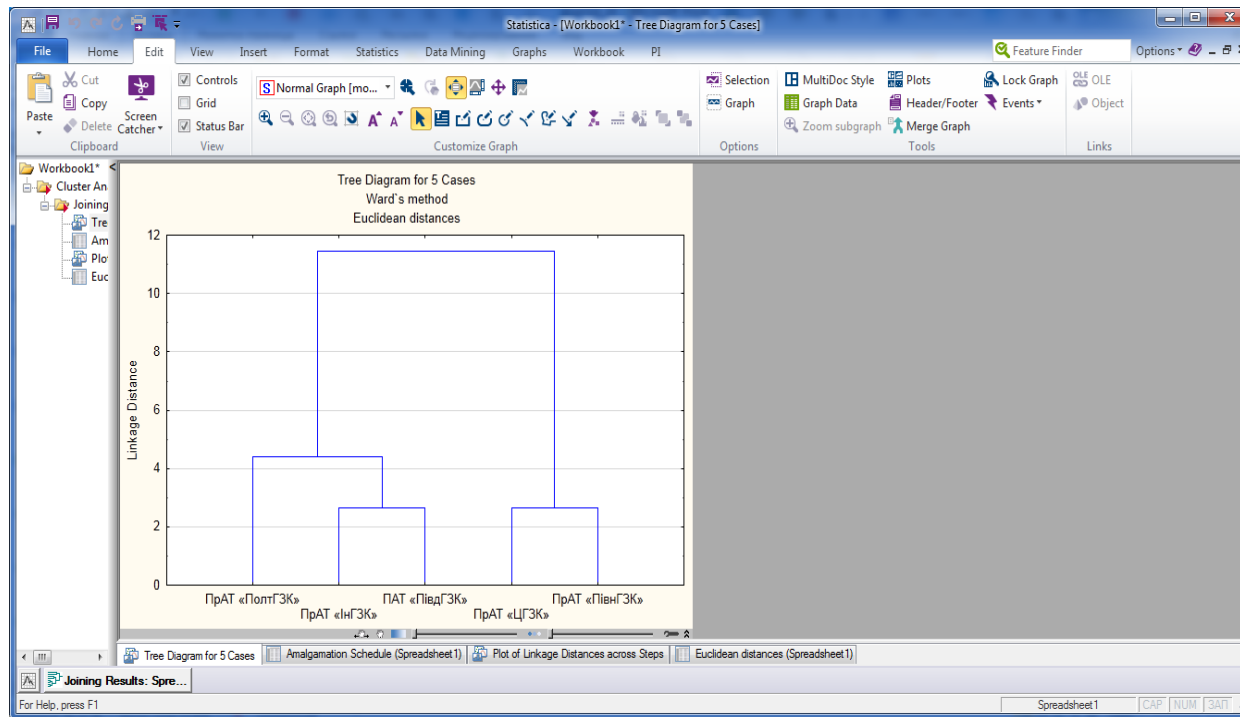 Statistica - [Workbook1* - Tree Diagram for 5 Cases]
File Home Edit View Insert Format Statistics Data Mining Graphs Workbook PI Feature Finder Options
Paste
Cut
Copy
Delete
Screen Catcher
Clipboard
Controls
Grid
Status Bar
View
Normal Graph [mo...
Customize Graph
Selection
Graph
Options
MultiDoc Style
Graph Data
Zoom subgraph
Plots
Header/Footer
Merge Graph
Lock Graph
Events
Tools
OLE
Object
Links
Workbook1*
Cluster An
Joining
Tre
Am
Plo
Euc
Tree Diagram for 5 Cases
Ward`s method
Euclidean distances
12
10
8
6
4
2
0
Linkage Distance
ПрАТ «ПолтГЗК»
ПрАТ «ІнГЗК»
ПАТ «ПівдГЗК»
ПрАТ «ЦГЗК»
ПрАТ «ПівнГЗК»
Tree Diagram for 5 Cases Amalgamation Schedule (Spreadsheet1) Plot of Linkage Distances across Steps Euclidean distances (Spreadsheet1)
Joining Results: Spre...
For Help, press F1 Spreadsheet1 CAP NUM ЗАП